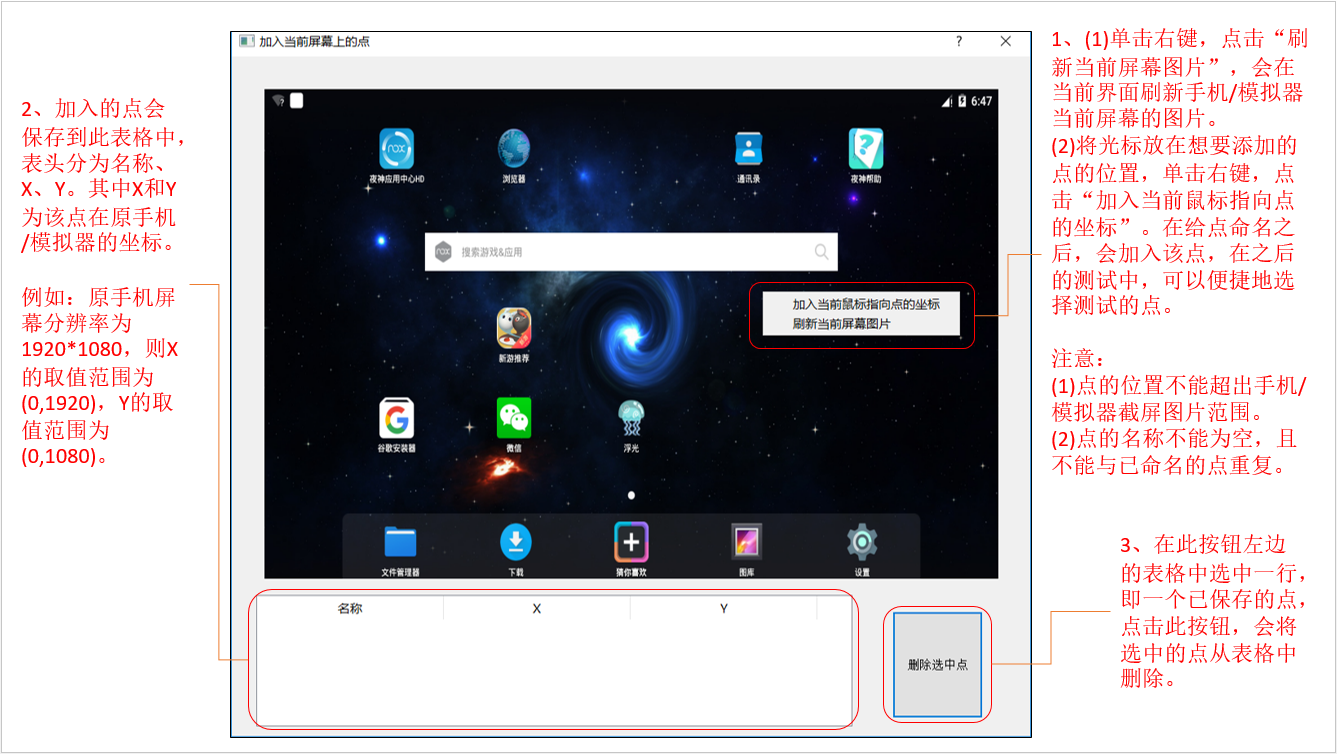 加入当前屏幕上的点
?
2、加入的点会
保存到此表格中，
表头分为名称、
X、Y。其中X和Y
为该点在原手机
/模拟器的坐标。
例如：原手机屏
幕分辨率为
1920*1080，则X
的取值范围为
(0,1920)，Y的取
值范围为
(0,1080)。
6:47
夜神应用中心HD
浏览器
通讯录
夜神帮助
nox
搜索游戏&应用
加入当前鼠标指向点的坐标
刷新当前屏幕图片
新游推荐
谷歌安装器
微信
浮光
文件管理器
下载
猜你喜欢
图库
设置
名称 X Y
删除选中点
1、(1)单击右键，点击“刷
新当前屏幕图片”，会在
当前界面刷新手机/模拟器
当前屏幕的图片。
(2)将光标放在想要添加的
点的位置，单击右键，点
击“加入当前鼠标指向点
的坐标”。在给点命名之
后，会加入该点，在之后
的测试中，可以便捷地选
择测试的点。
注意：
(1)点的位置不能超出手机/
模拟器截屏图片范围。
(2)点的名称不能为空，且
不能与已命名的点重复。
3、在此按钮左边
的表格中选中一行，
即一个已保存的点，
点击此按钮，会将
选中的点从表格中
删除。